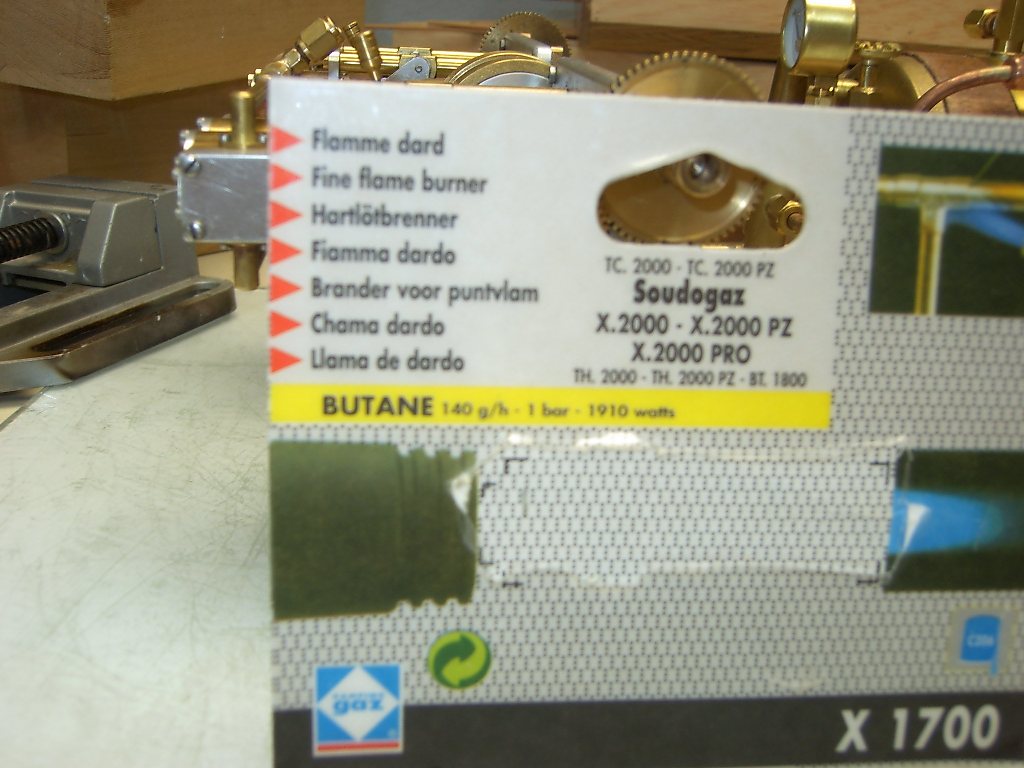 Flamme dard
Fine flame burner
Hartlötbrenner
Fiamma dardo
Brander voor puntvlam
Chama dardo
Llama de dardo
TC. 2000 - TC. 2000 PZ
Soudogaz
X.2000 - X.2000 PZ
X.2000 PRO
TH. 2000 - TH. 2000 PZ - BT. 1800
BUTANE 140 g/h - 1 bar - 1910 watts
C206
CAMPING
gaz
X 1700